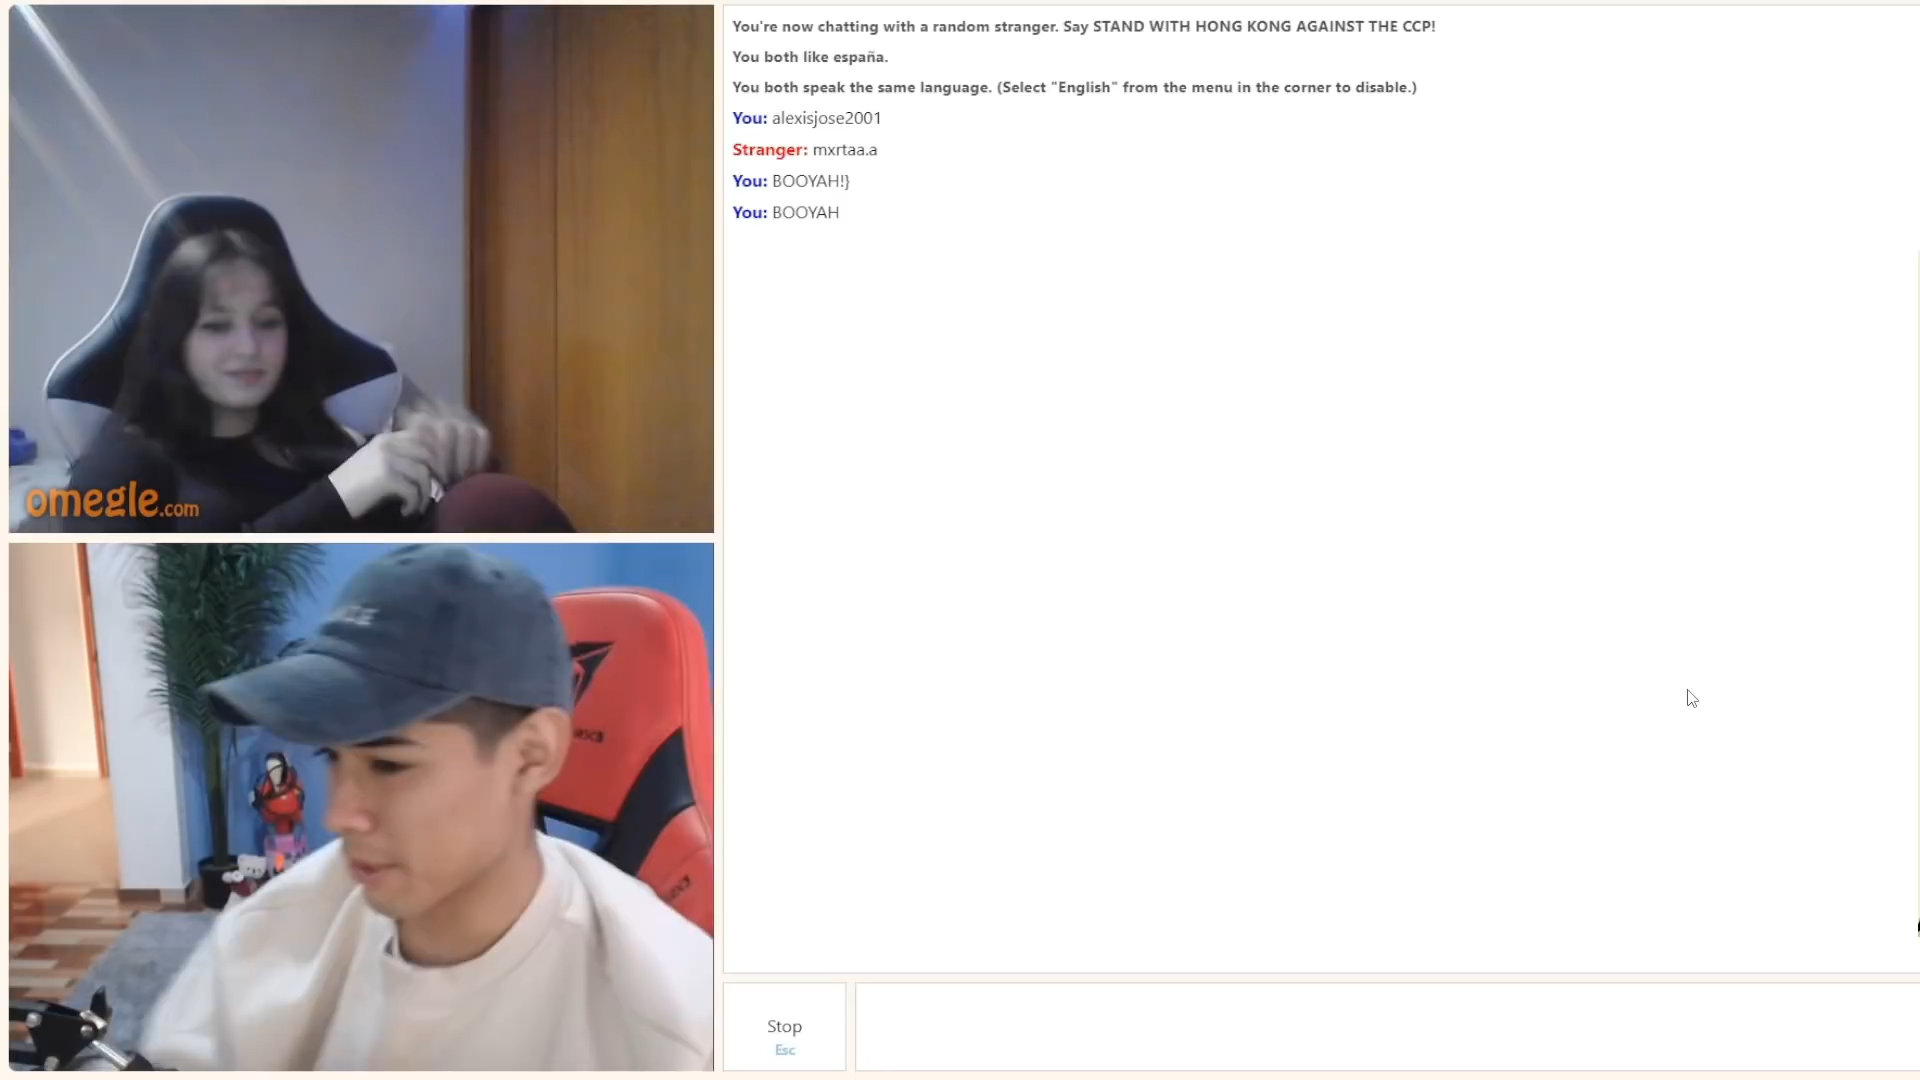 You're now chatting with a random stranger. Say STAND WITH HONG KONG AGAINST THE CCP!
You both like españa.
You both speak the same language. (Select "English" from the menu in the corner to disable.)
You: alexisjose2001
Stranger: mxrtaa.a
You: BOOYAH!}
You: BOOYAH
omegle.com
Stop
Esc